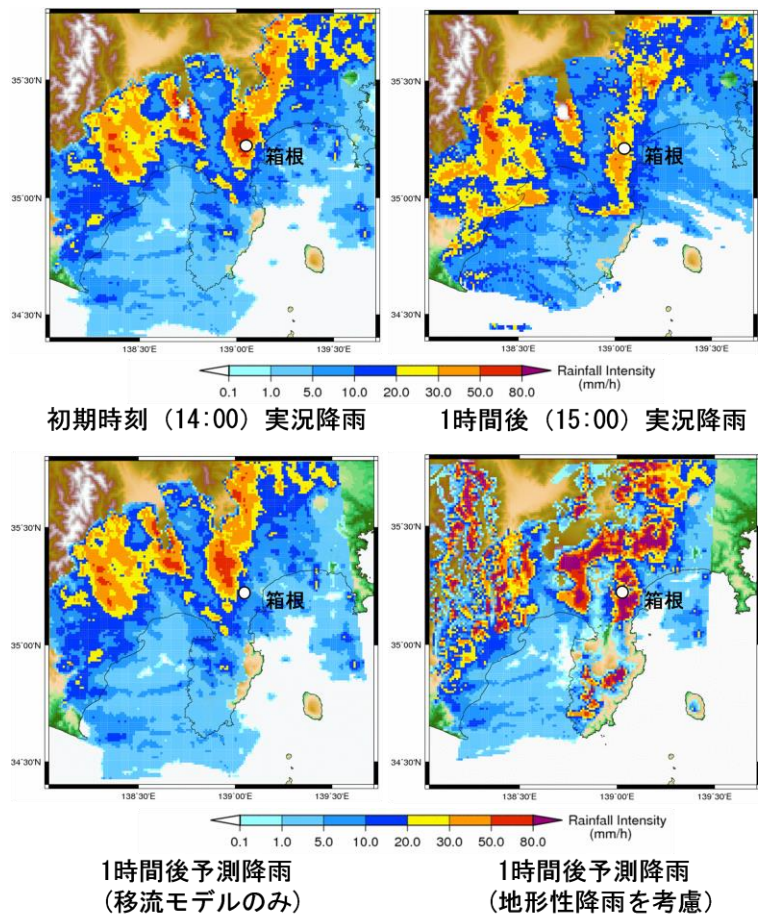 35°30'N
35°00'N
34°30'N
138°30'E
139°00'E
139°30'E
箱根
35°30'N
35°00'N
34°30'N
138°30'E
139°00'E
139°30'E
箱根
0.1 1.0 5.0 10.0 20.0 30.0 50.0 80.0
Rainfall Intensity
(mm/h)
初期時刻（14:00）実況降雨
1時間後（15:00）実況降雨
35°30'N
35°00'N
34°30'N
138°30'E
139°00'E
139°30'E
箱根
35°30'N
35°00'N
34°30'N
138°30'E
139°00'E
139°30'E
箱根
0.1 1.0 5.0 10.0 20.0 30.0 50.0 80.0
Rainfall Intensity
(mm/h)
1時間後予測降雨
（移流モデルのみ）
1時間後予測降雨
（地形性降雨を考慮）